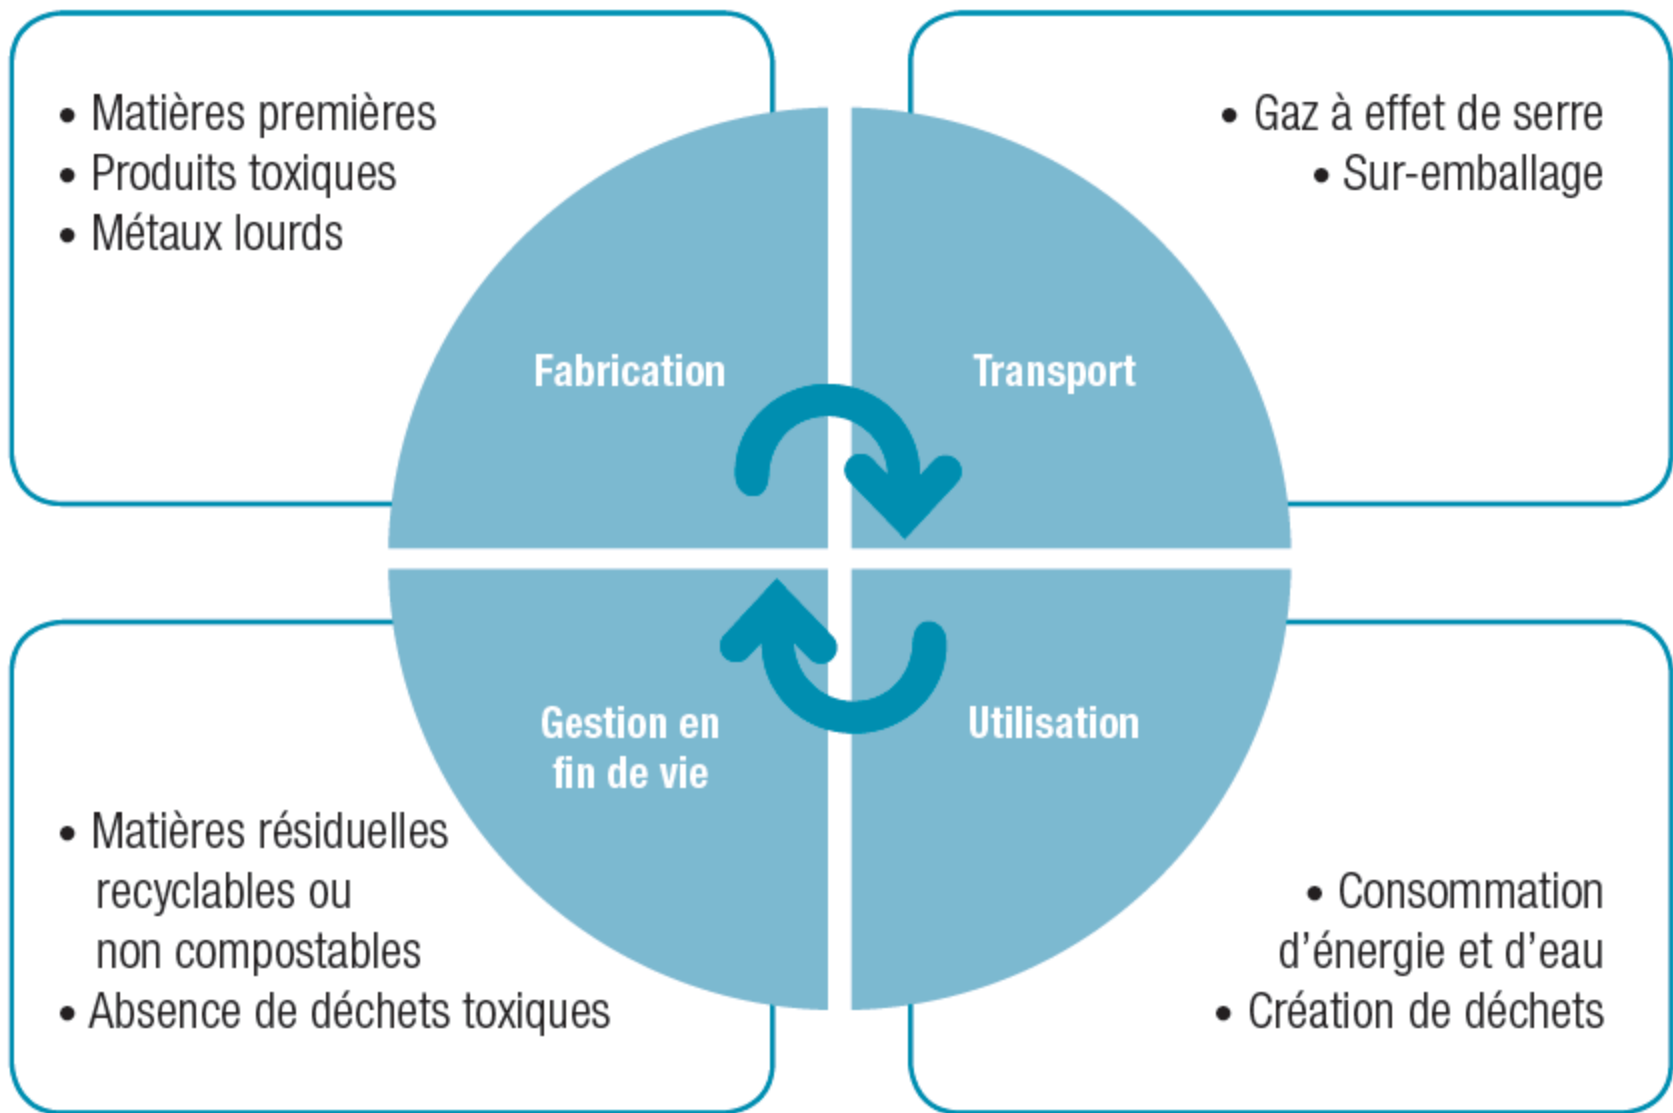 • Matières premières
• Produits toxiques
• Métaux lourds
• Gaz à effet de serre
• Sur-emballage
Fabrication
Transport
Gestion en
fin de vie
Utilisation
• Matières résiduelles
recyclables ou
non compostables
• Absence de déchets toxiques
• Consommation
d’énergie et d’eau
• Création de déchets